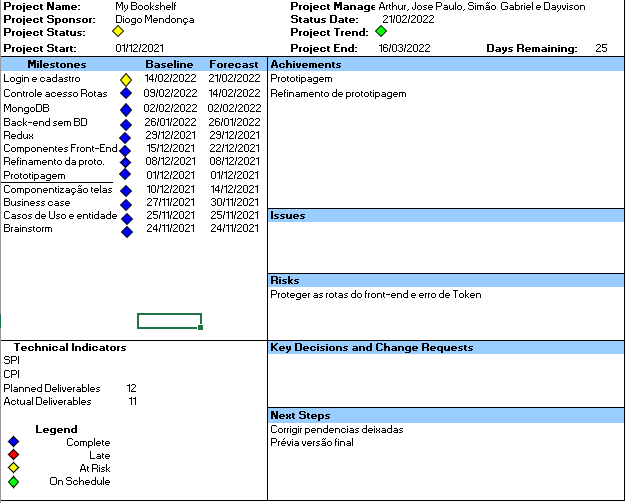 Project Name: My Bookshelf
Project Manage Arthur, Jose Paulo, Simão Gabriel e Dayvison
Project Sponsor: Diogo Mendonça
Status Date: 21/02/2022
Project Status:
Project Trend:
Project Start: 01/12/2021
Project End: 16/03/2022 Days Remaining: 25
Milestones Baseline Forecast
Login e cadastro 14/02/2022 21/02/2022
Controle acesso Rotas 09/02/2022 14/02/2022
MongoDB 02/02/2022 02/02/2022
Back-end sem BD 26/01/2022 26/01/2022
Redux 29/12/2021 29/12/2021
Componentes Front-End 15/12/2021 22/12/2021
Refinamento da proto. 08/12/2021 08/12/2021
Prototipagem 01/12/2021 01/12/2021
Componentização telas 10/12/2021 14/12/2021
Business case 27/11/2021 30/11/2021
Casos de Uso e entidade 25/11/2021 25/11/2021
Brainstorm 24/11/2021 24/11/2021
Achivements
Prototipagem
Refinamento de prototipagem
Issues
Risks
Proteger as rotas do front-end e erro de Token
Technical Indicators
SPI
CPI
Planned Deliverables 12
Actual Deliverables 11
Legend
Complete
Late
At Risk
On Schedule
Key Decisions and Change Requests
Next Steps
Corrigir pendencias deixadas
Prévia versão final